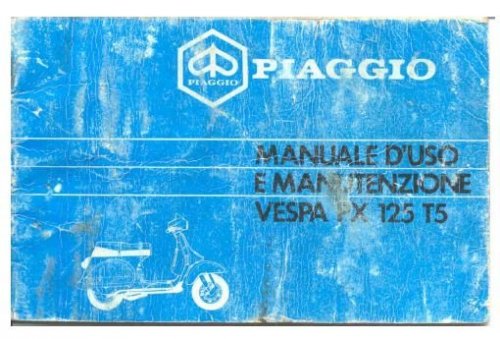 PIAGGIO
PIAGGIO
MANUALE D'USO
E MANUTENZIONE
VESPA PX 125 T5